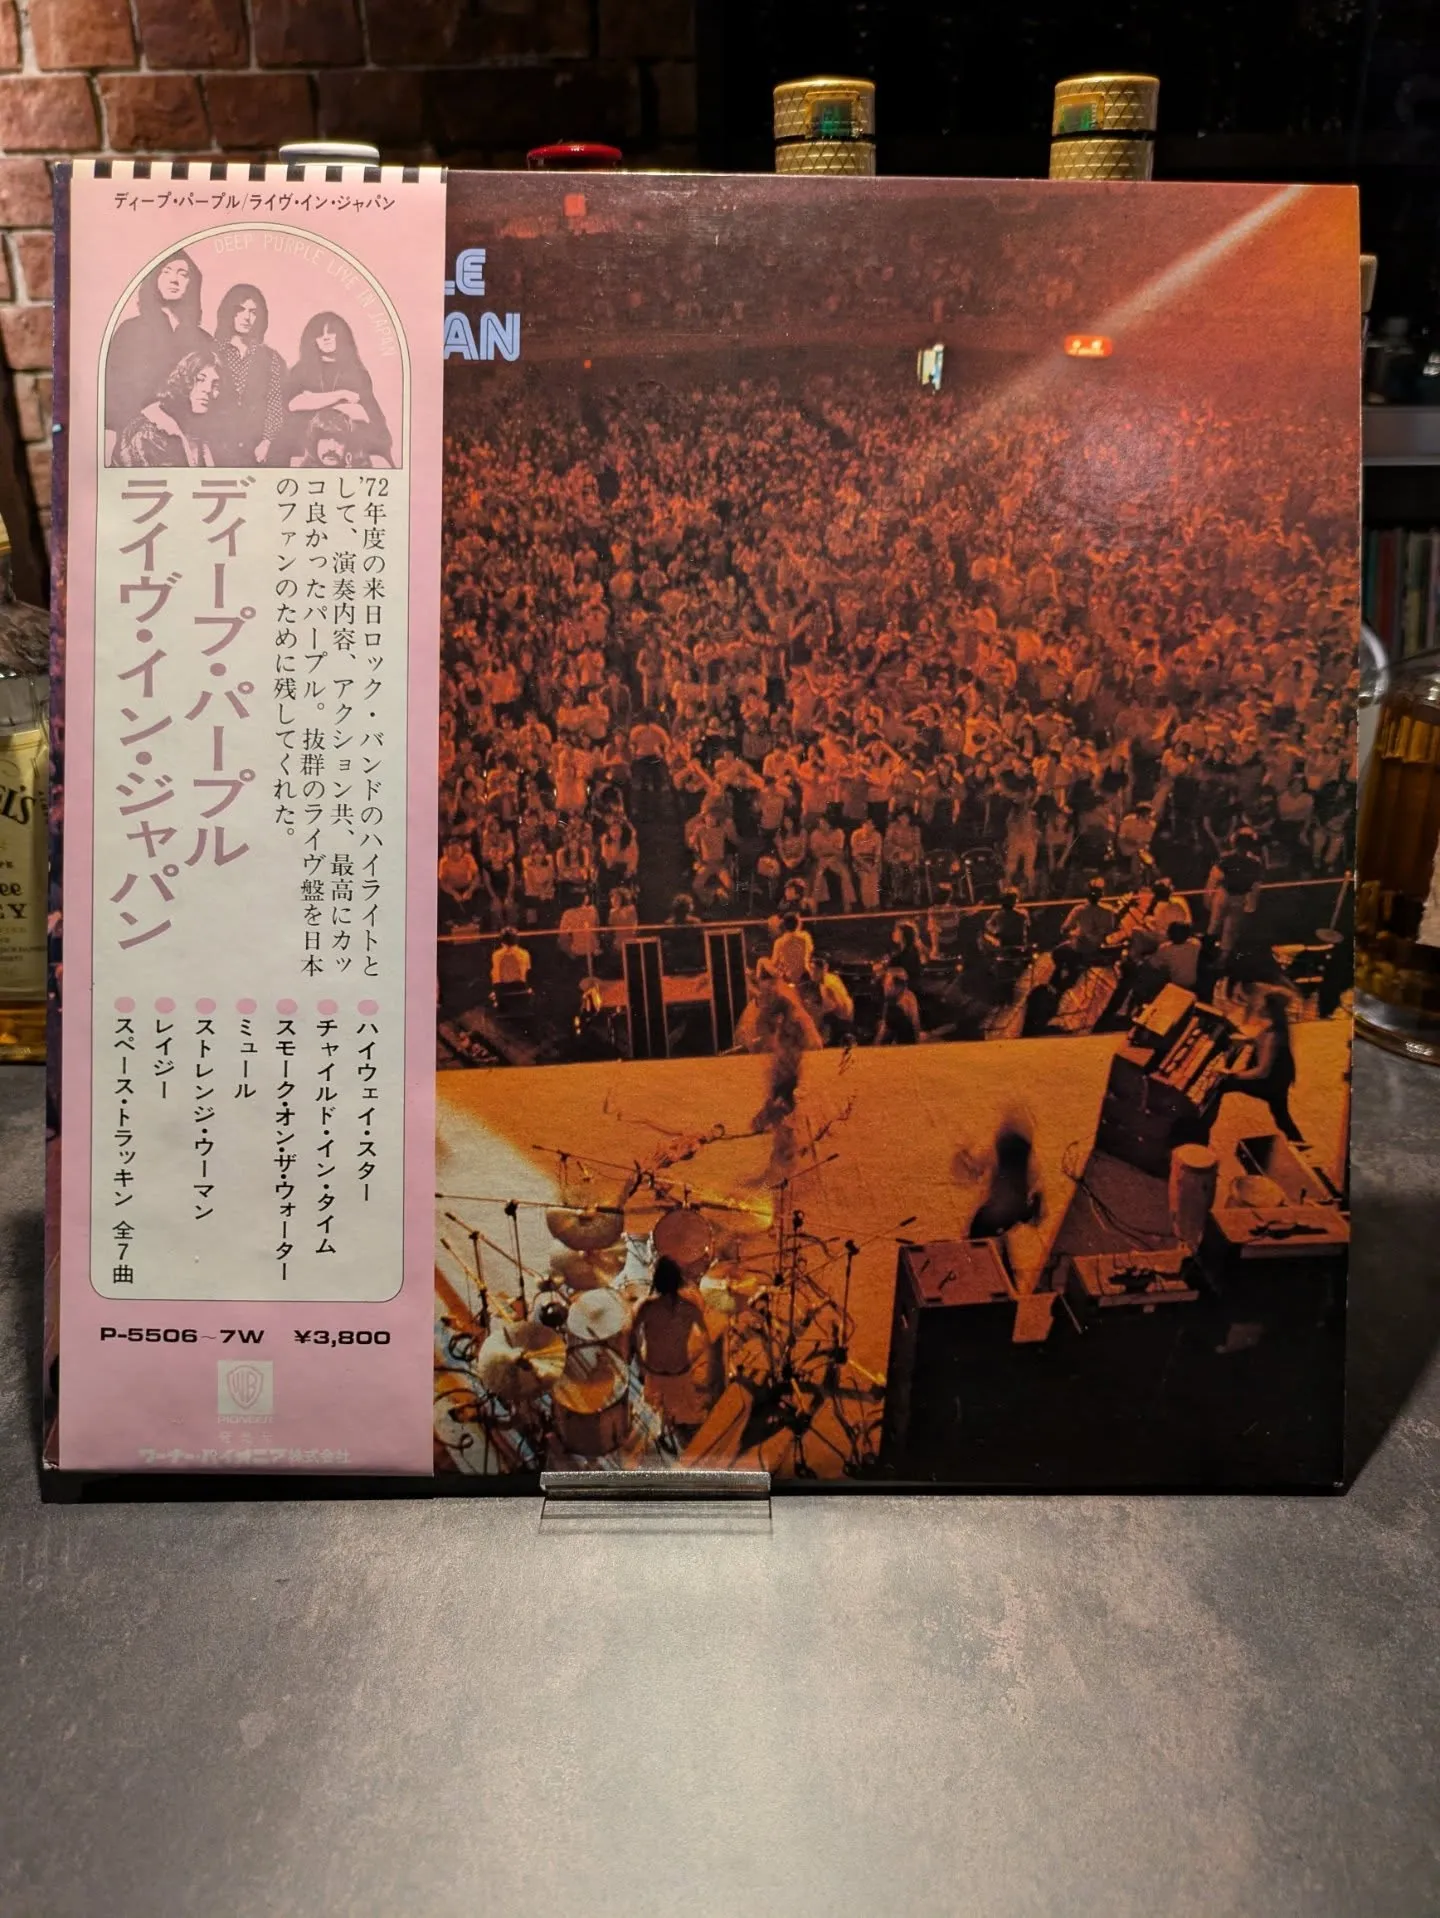 ディープ・パープル/ライヴ・イン・ジャパン
DEEP PURPLE LIVE IN JAPAN
LE
AN
'72年度の来日ロック・バンドのハイライトと
して、演奏内容、アクション共、最高にカッ
コ良かったパープル。抜群のライヴ盤を日本
のファンのために残してくれた。
ディープ・パープル
ライヴ・イン・ジャパン
●ハイウェイ・スター
●チャイルド・イン・タイム
●スモーク・オン・ザ・ウォーター
●ミュール
●ストレンジ・ウーマン
●レイジー
●スペース・トラッキン 全7曲
P-5506~7W ¥3,800
WB
PIONEER
発売元
ワーナー・パイオニア株式会社